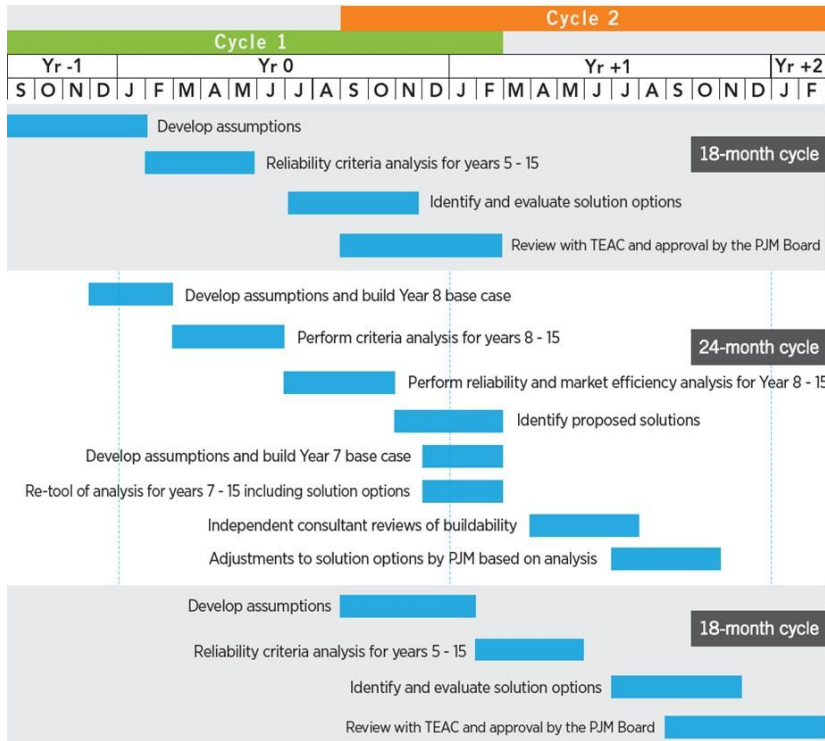 Cycle 2
Cycle 1
Yr -1 Yr 0 Yr +1 Yr +2
S O N D J F M A M J J A S O N D J F M A M J J A S O N D J F
Develop assumptions
18-month cycle
Reliability criteria analysis for years 5 - 15
Identify and evaluate solution options
Review with TEAC and approval by the PJM Board
Develop assumptions and build Year 8 base case
Perform criteria analysis for years 8 - 15
24-month cycle
Perform reliability and market efficiency analysis for Year 8 - 15
Identify proposed solutions
Develop assumptions and build Year 7 base case
Re-tool of analysis for years 7 - 15 including solution options
Independent consultant reviews of buildability
Adjustments to solution options by PJM based on analysis
Develop assumptions
18-month cycle
Reliability criteria analysis for years 5 - 15
Identify and evaluate solution options
Review with TEAC and approval by the PJM Board